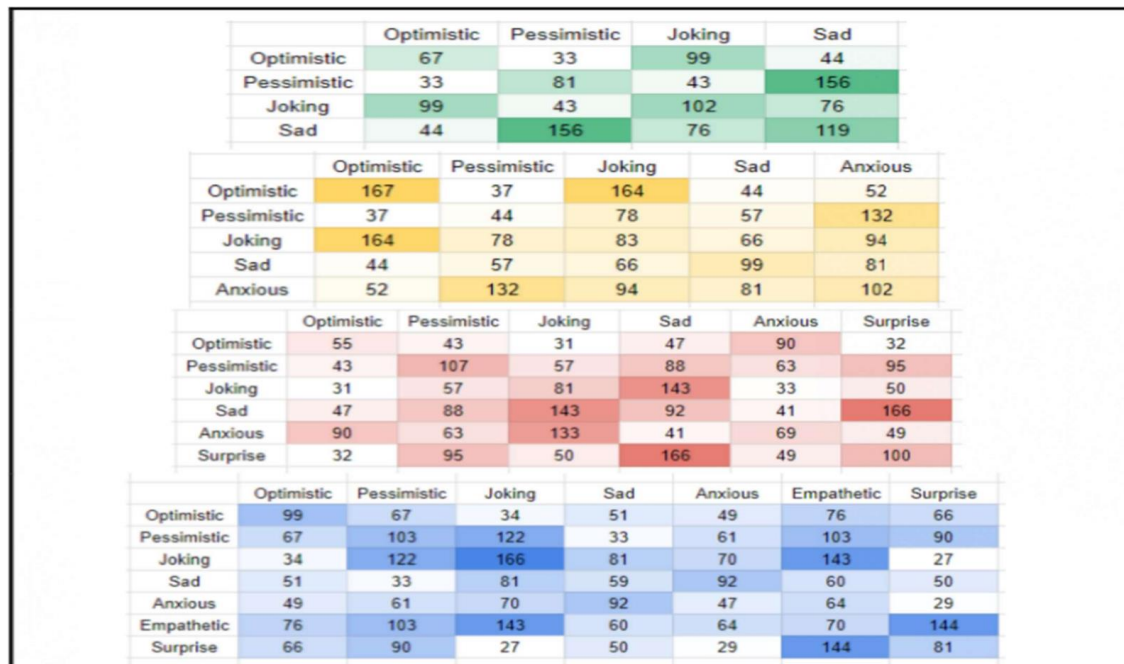 Optimistic Pessimistic Joking Sad
Optimistic 67 33 99 44
Pessimistic 33 81 43 156
Joking 99 43 102 76
Sad 44 156 76 119
Optimistic Pessimistic Joking Sad Anxious
Optimistic 167 37 164 44 52
Pessimistic 37 44 78 57 132
Joking 164 78 83 66 94
Sad 44 57 66 99 81
Anxious 52 132 94 81 102
Optimistic Pessimistic Joking Sad Anxious Surprise
Optimistic 55 43 31 47 90 32
Pessimistic 43 107 57 88 63 95
Joking 31 57 81 143 33 50
Sad 47 88 143 92 41 166
Anxious 90 63 133 41 69 49
Surprise 32 95 50 166 49 100
Optimistic Pessimistic Joking Sad Anxious Empathetic Surprise
Optimistic 99 67 34 51 49 76 66
Pessimistic 67 103 122 33 61 103 90
Joking 34 122 166 81 70 143 27
Sad 51 33 81 59 92 60 50
Anxious 49 61 70 92 47 64 29
Empathetic 76 103 143 60 64 70 144
Surprise 66 90 27 50 29 144 81